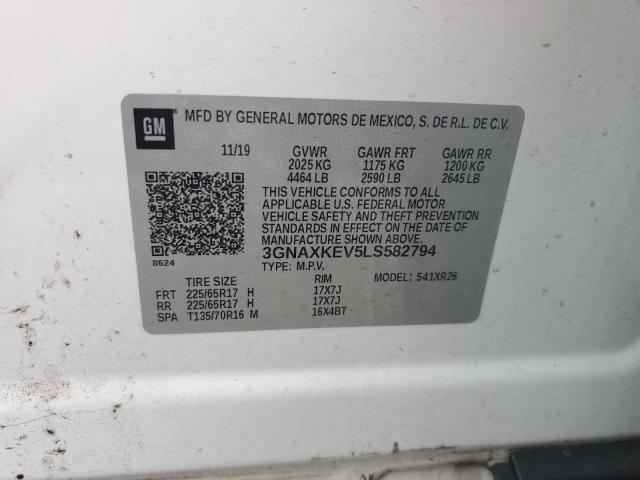 GM
MFD BY GENERAL MOTORS DE MEXICO, S. DE R.L. DE C.V.
11/19 GVWR GAWR FRT GAWR RR
2025 KG 1175 KG 1200 KG
4464 LB 2590 LB 2645 LB
THIS VEHICLE CONFORMS TO ALL
APPLICABLE U.S. FEDERAL MOTOR
VEHICLE SAFETY AND THEFT PREVENTION
STANDARDS IN EFFECT ON THE DATE OF
MANUFACTURE SHOWN ABOVE.
8624 3GNAXKEV5LS582794
TYPE: M.P.V. MODEL: 541XR26
TIRE SIZE RIM
FRT 225/65R17 H 17X7J
RR 225/65R17 H 17X7J
SPA T135/70R16 M 16X4BT